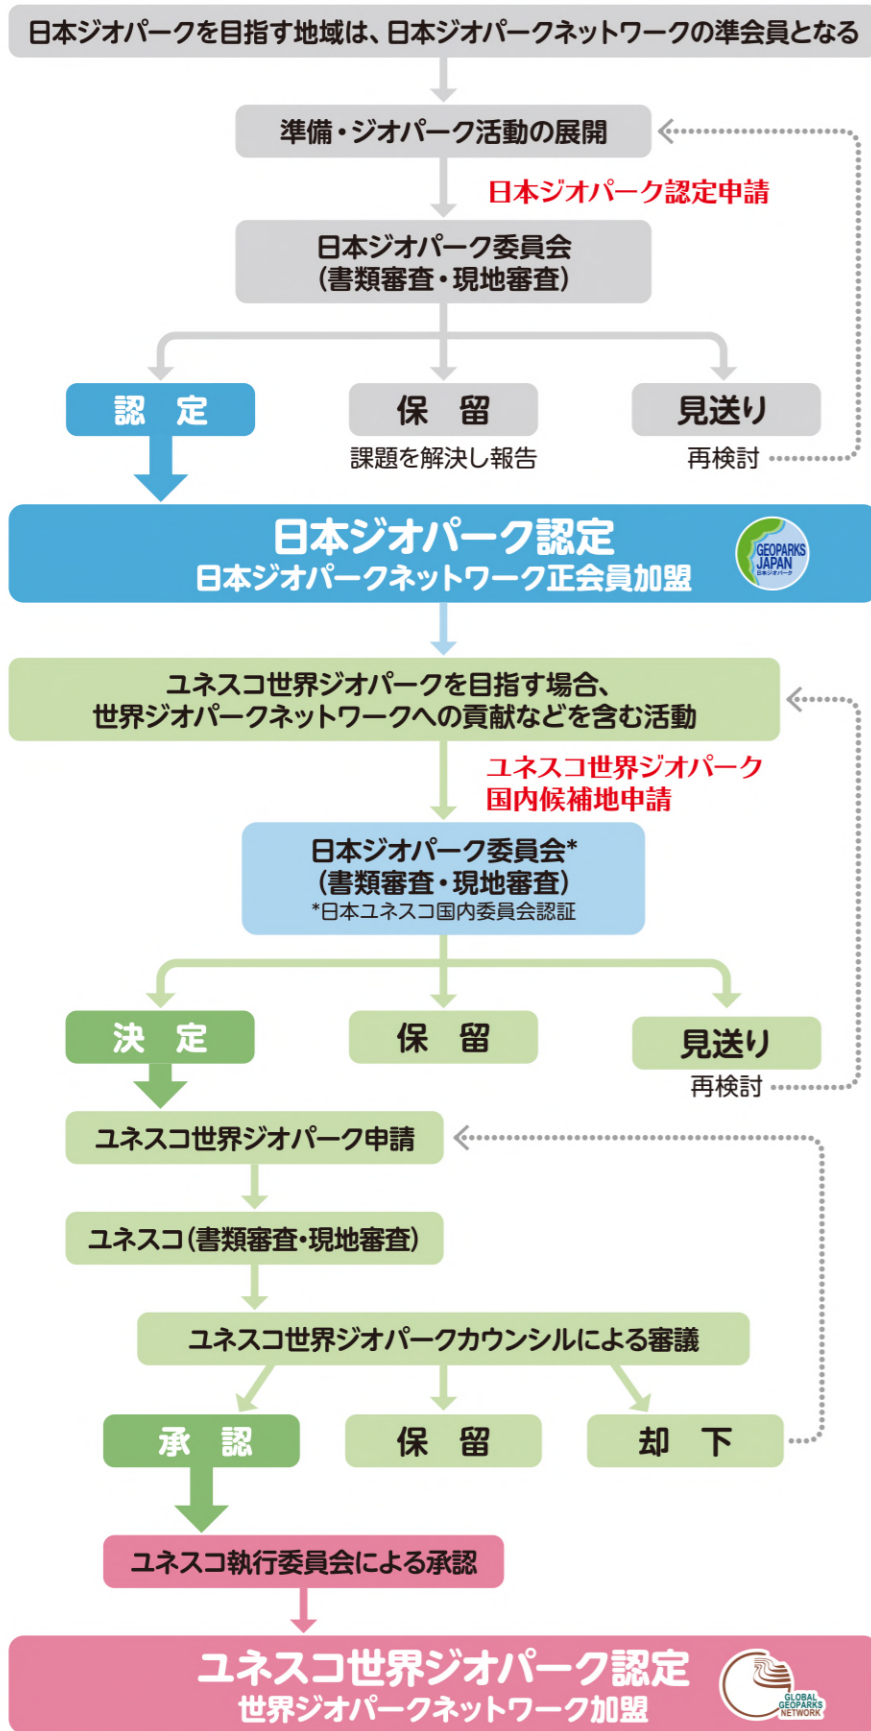 日本ジオパークを目指す地域は、日本ジオパークネットワークの準会員となる
準備・ジオパーク活動の展開
日本ジオパーク認定申請
日本ジオパーク委員会
(書類審査・現地審査)
認 定
保 留
見送り
課題を解決し報告
再検討
日本ジオパーク認定
日本ジオパークネットワーク正会員加盟
GEOPARKS
JAPAN
日本ジオパーク
ユネスコ世界ジオパークを目指す場合、
世界ジオパークネットワークへの貢献などを含む活動
ユネスコ世界ジオパーク
国内候補地申請
日本ジオパーク委員会*
(書類審査・現地審査)
*日本ユネスコ国内委員会認証
決 定
保 留
見送り
再検討
ユネスコ世界ジオパーク申請
ユネスコ(書類審査・現地審査)
ユネスコ世界ジオパークカウンシルによる審議
承 認
保 留
却 下
ユネスコ執行委員会による承認
ユネスコ世界ジオパーク認定
世界ジオパークネットワーク加盟
GLOBAL
GEOPARKS
NETWORK